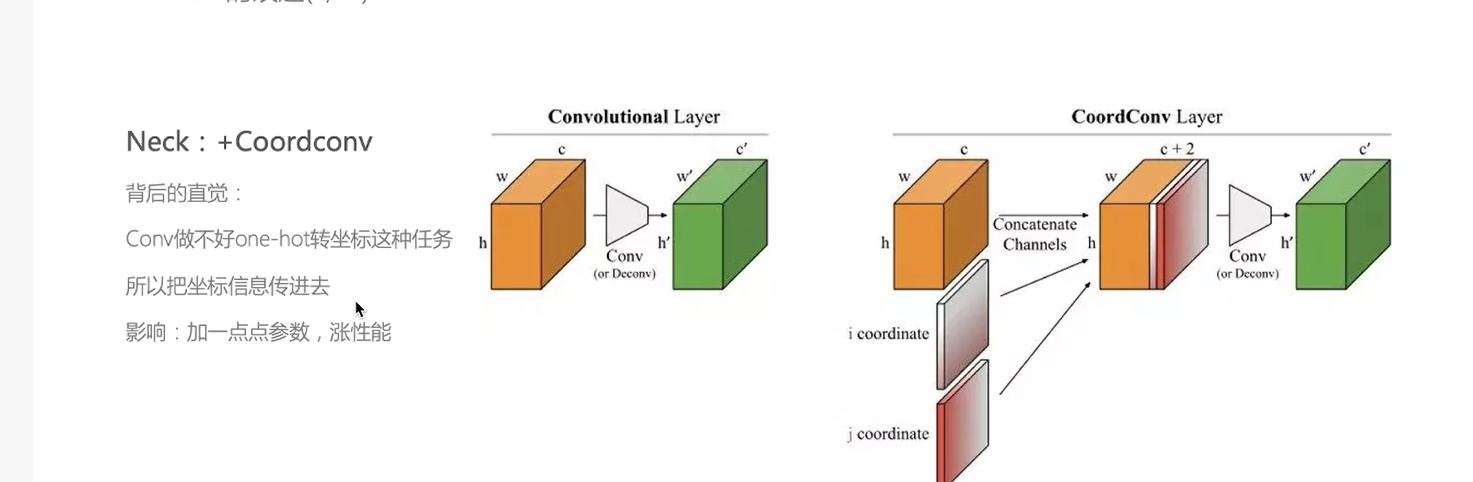 Neck：+Coordconv
背后的直觉：
Conv做不好one-hot转坐标这种任务
所以把坐标信息传进去
影响：加一点点参数，涨性能
Convolutional Layer
c
w
h
Conv
(or Deconv)
c′
w′
h′
CoordConv Layer
c
w
h
i coordinate
j coordinate
Concatenate
Channels
c + 2
w
h
Conv
(or Deconv)
c′
w′
h′